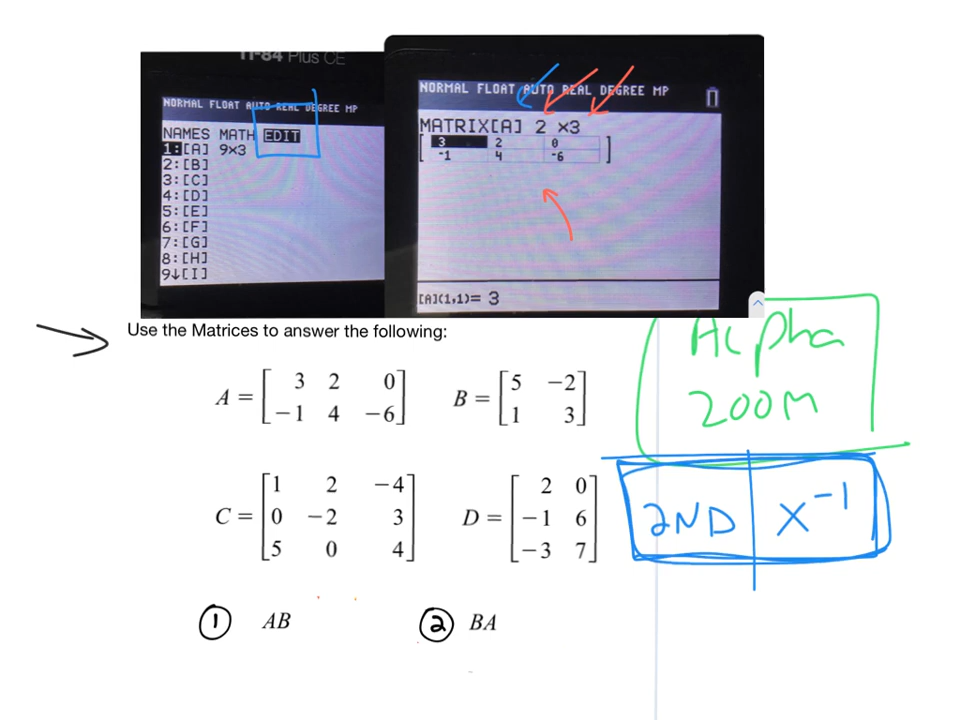 TI-84 Plus CE
NORMAL FLOAT AUTO REAL DEGREE MP
NAMES MATH EDIT
1:[A] 9×3
2:[B]
3:[C]
4:[D]
5:[E]
6:[F]
7:[G]
8:[H]
9↓[I]
NORMAL FLOAT AUTO REAL DEGREE MP
MATRIX[A] 2 ×3
[ 3 2 0 ]
[ -1 4 -6 ]
[A](1,1)= 3
Use the Matrices to answer the following:
A = [ 3 2 0 ]
[ −1 4 −6 ]
B = [ 5 −2 ]
[ 1 3 ]
Alpha
ZOOM
C = [ 1 2 −4 ]
[ 0 −2 3 ]
[ 5 0 4 ]
D = [ 2 0 ]
[ −1 6 ]
[ −3 7 ]
2ND X⁻¹
① AB
② BA